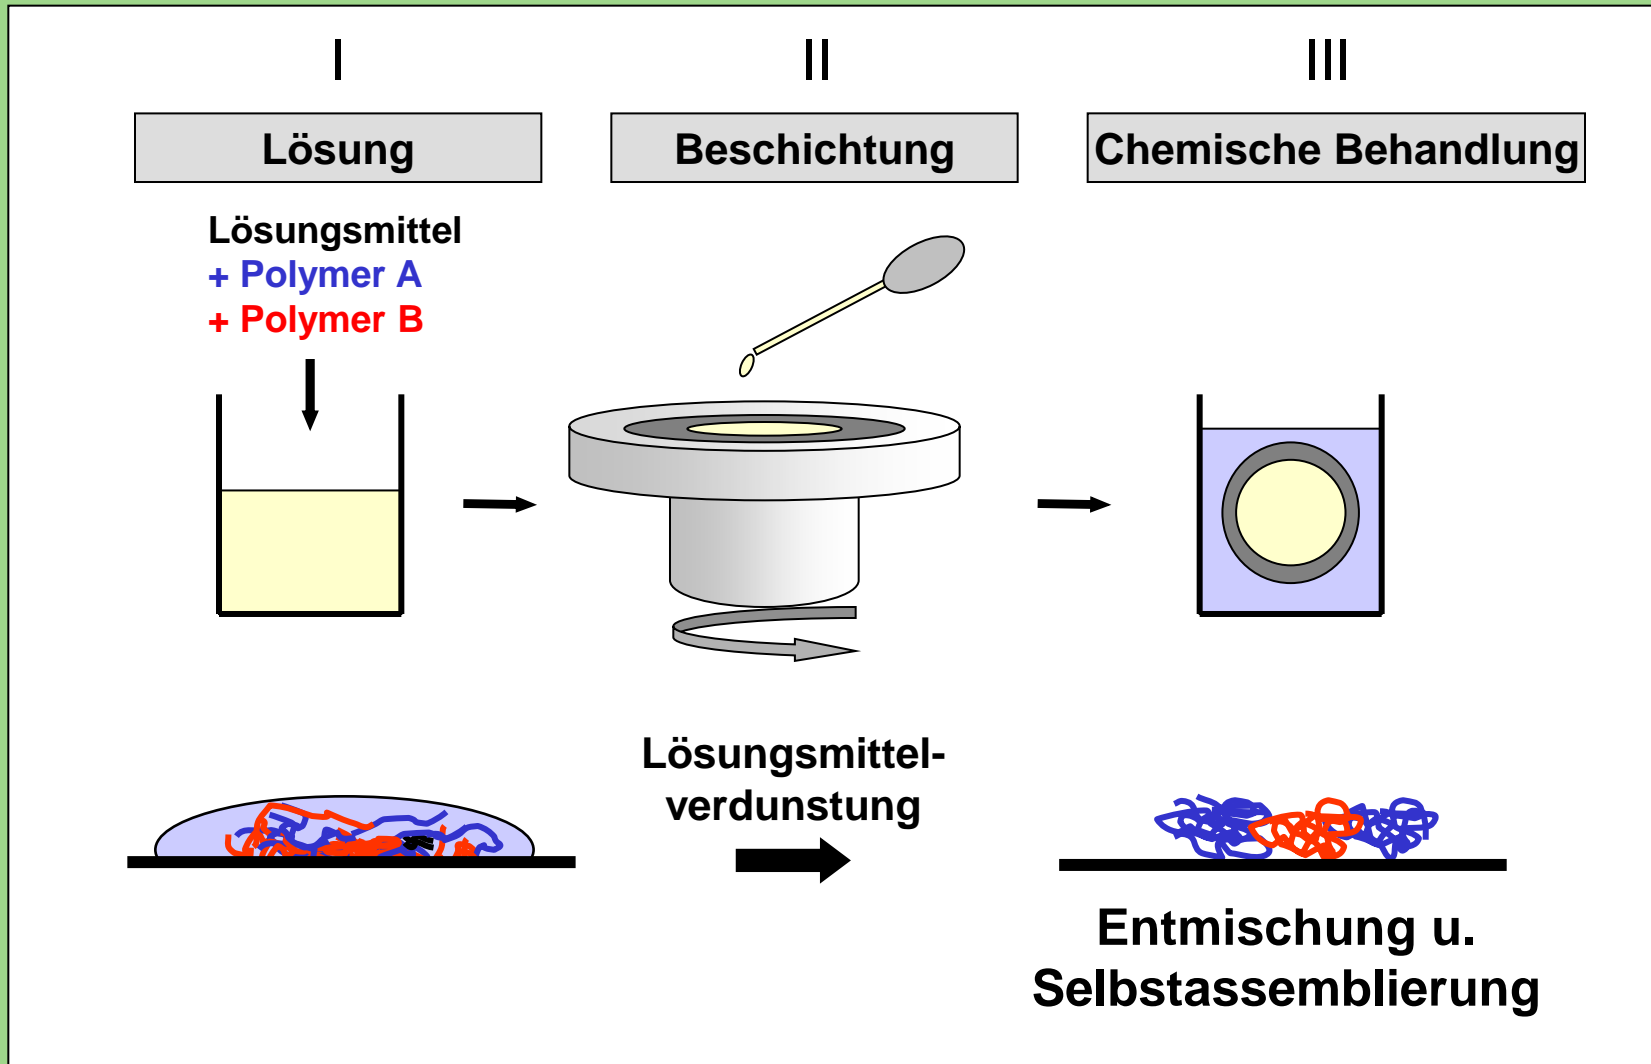 I
II
III
Lösung
Beschichtung
Chemische Behandlung
Lösungsmittel
+ Polymer A
+ Polymer B
Lösungsmittel-
verdunstung
Entmischung u.
Selbstassemblierung